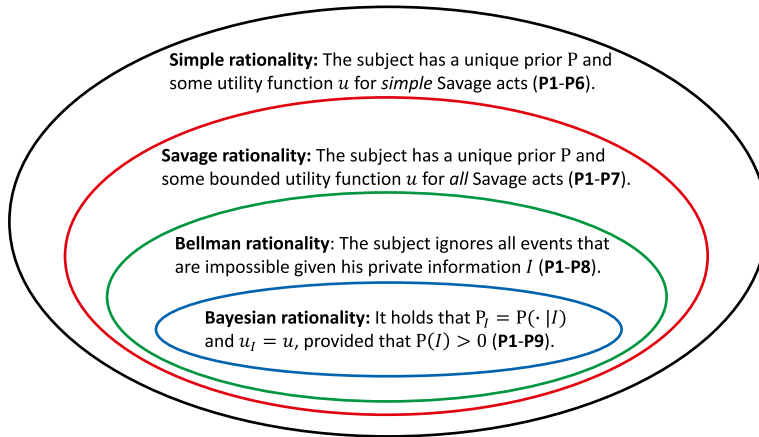 Simple rationality: The subject has a unique prior P and
some utility function u for simple Savage acts (P1-P6).
Savage rationality: The subject has a unique prior P and
some bounded utility function u for all Savage acts (P1-P7).
Bellman rationality: The subject ignores all events that
are impossible given his private information I (P1-P8).
Bayesian rationality: It holds that P_I = P(· |I)
and u_I = u, provided that P(I) > 0 (P1-P9).